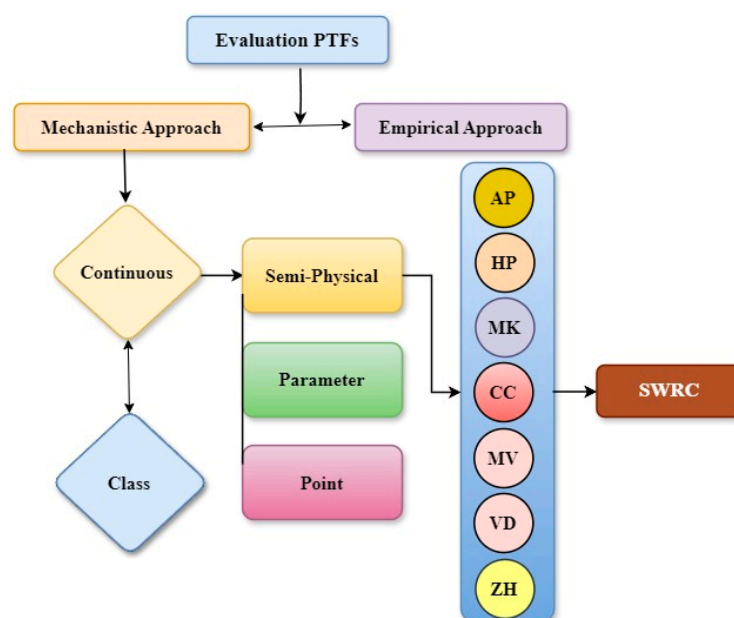 Evaluation PTFs
Mechanistic Approach
Empirical Approach
Continuous
Class
Semi-Physical
Parameter
Point
AP
HP
MK
CC
MV
VD
ZH
SWRC